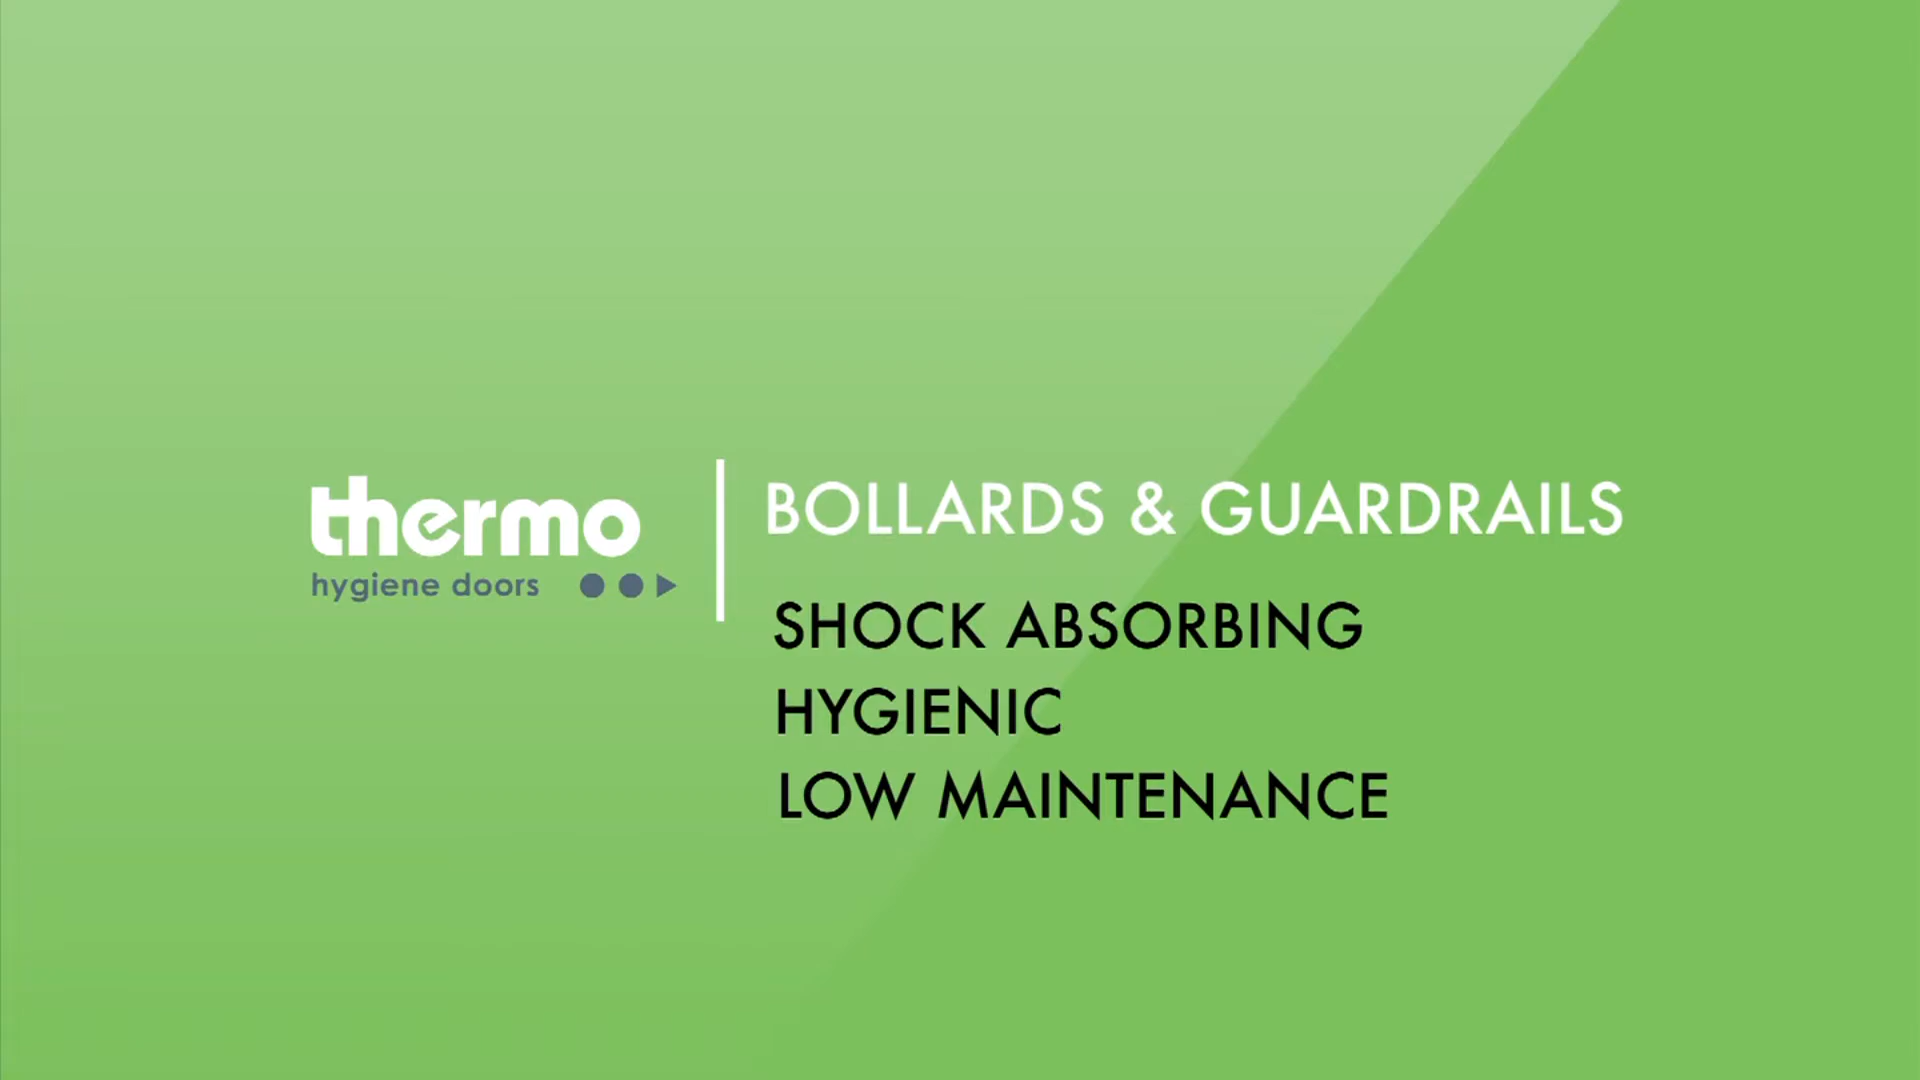 thermo
hygiene doors
BOLLARDS & GUARDRAILS
SHOCK ABSORBING
HYGIENIC
LOW MAINTENANCE